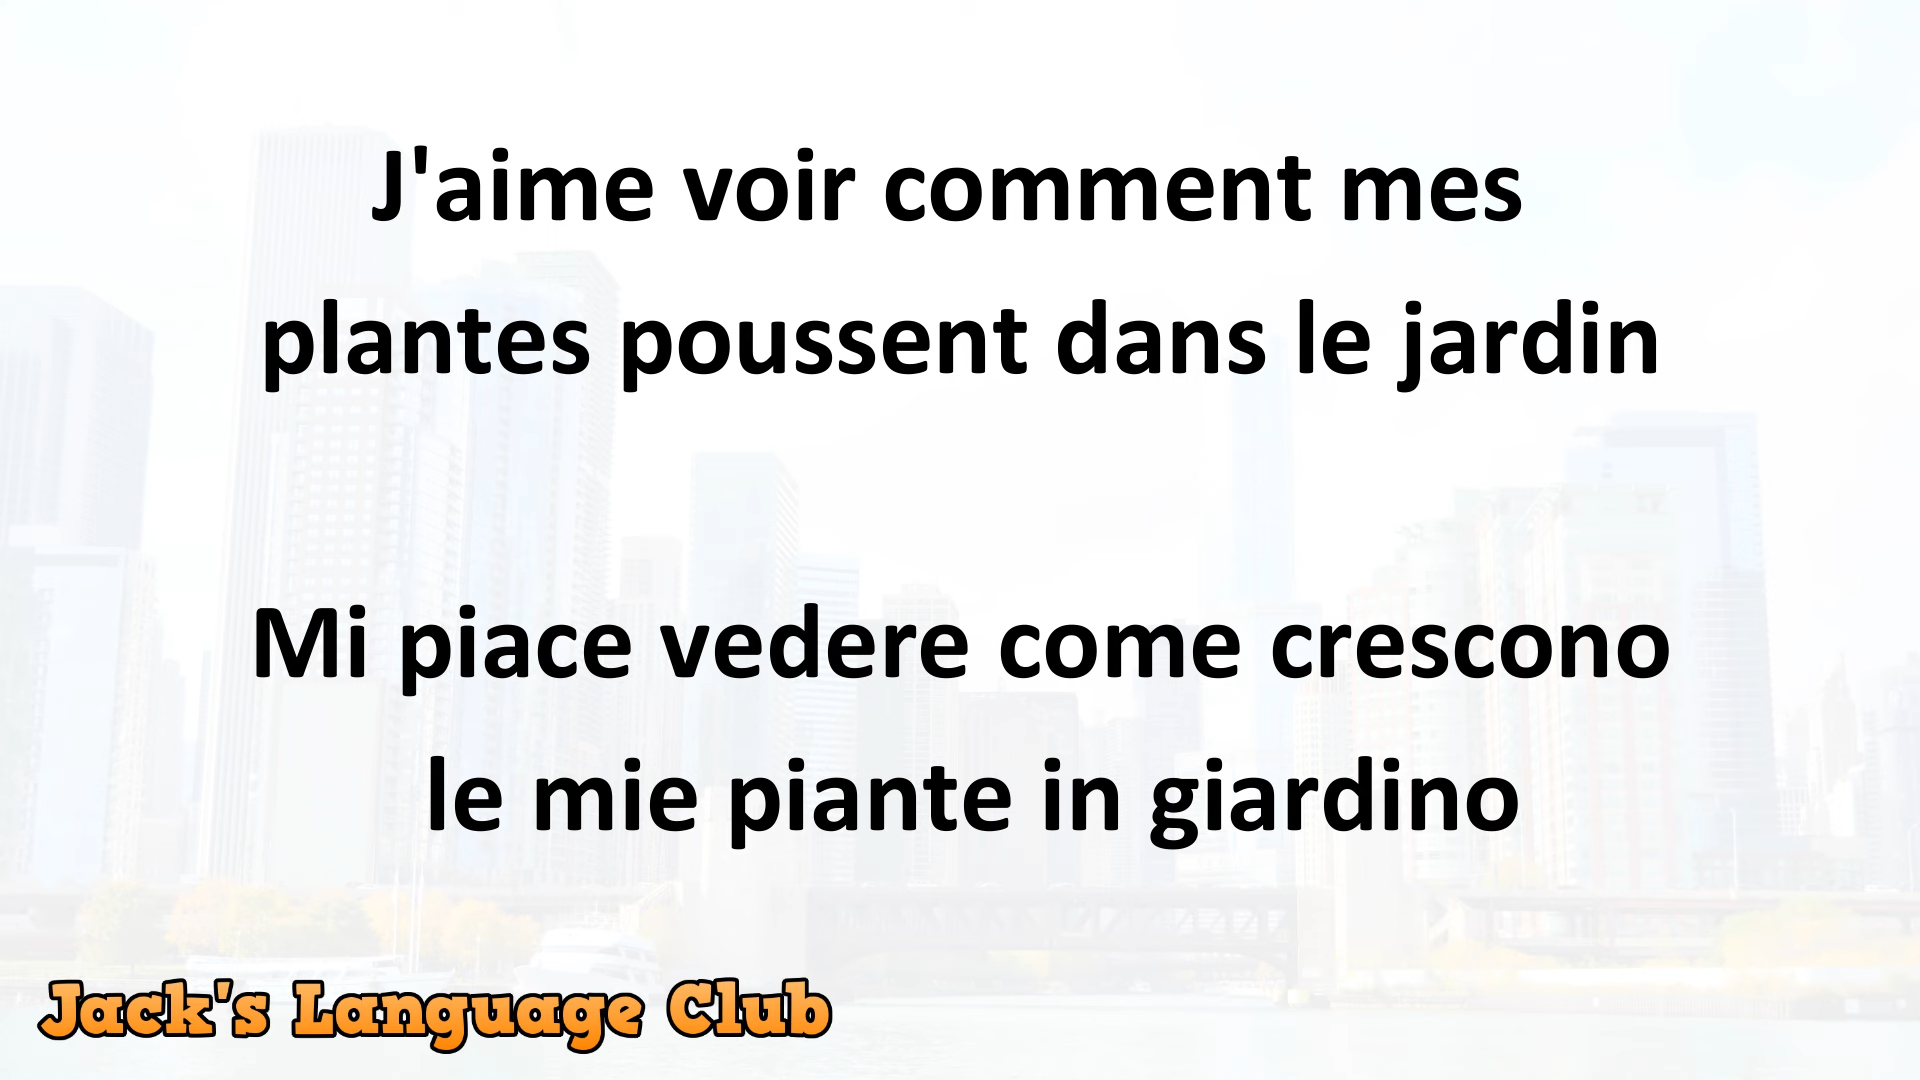 J'aime voir comment mes
plantes poussent dans le jardin
Mi piace vedere come crescono
le mie piante in giardino
Jack's Language Club